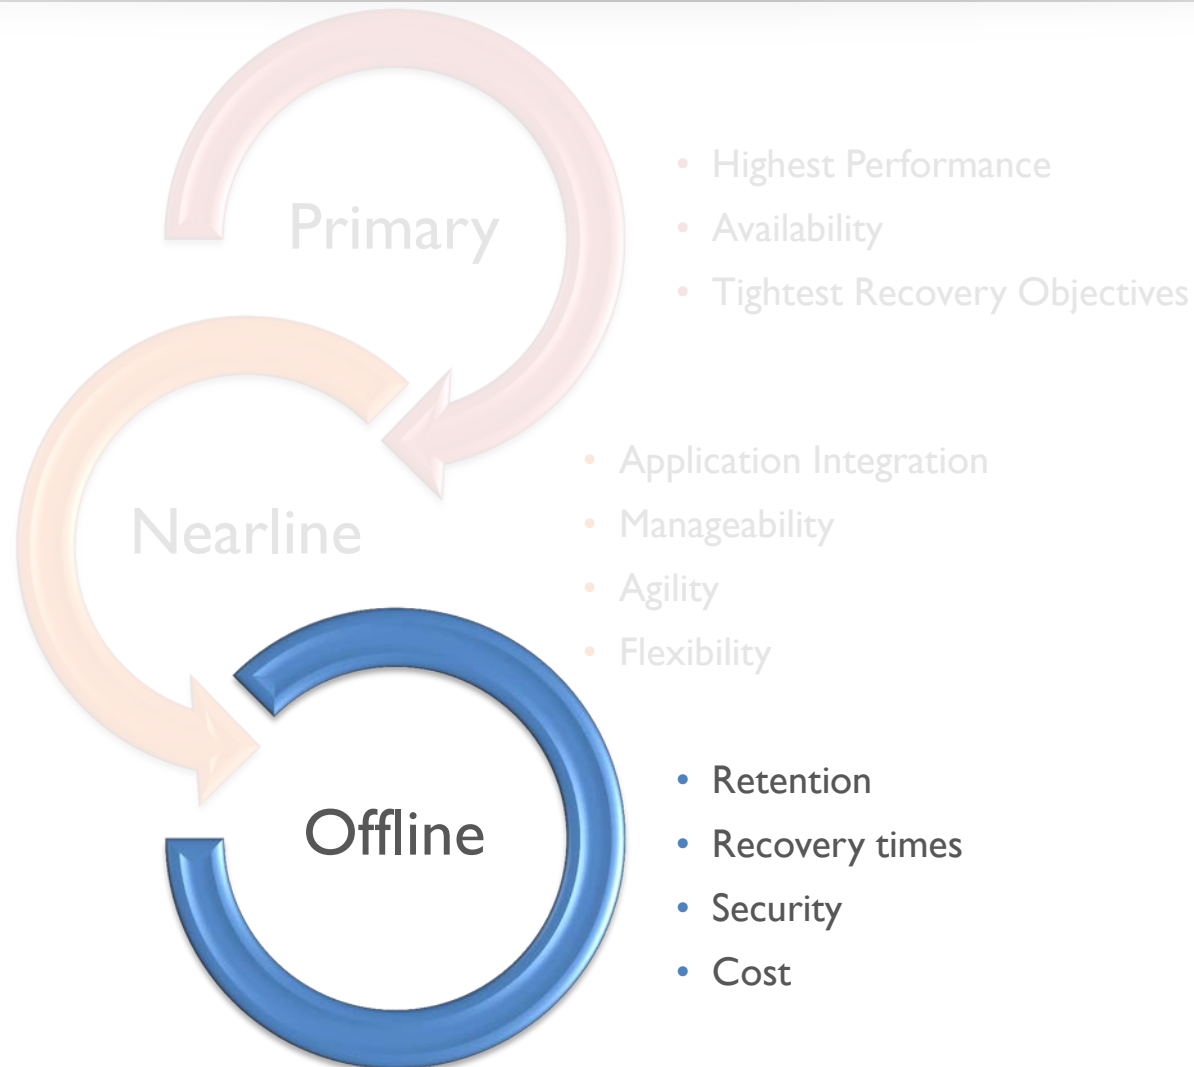 Primary
• Highest Performance
• Availability
• Tightest Recovery Objectives
Nearline
• Application Integration
• Manageability
• Agility
• Flexibility
Offline
• Retention
• Recovery times
• Security
• Cost